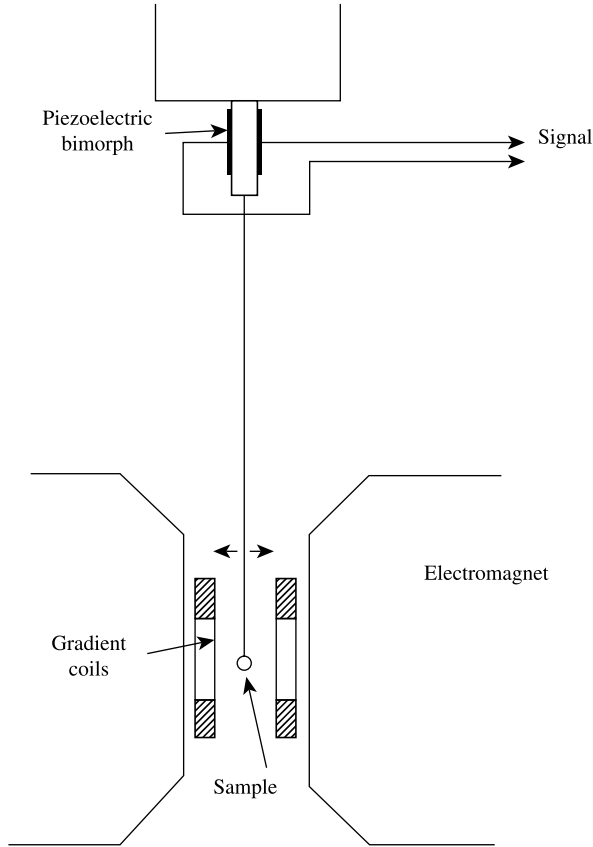 Piezoelectric
bimorph
Signal
Electromagnet
Gradient
coils
Sample